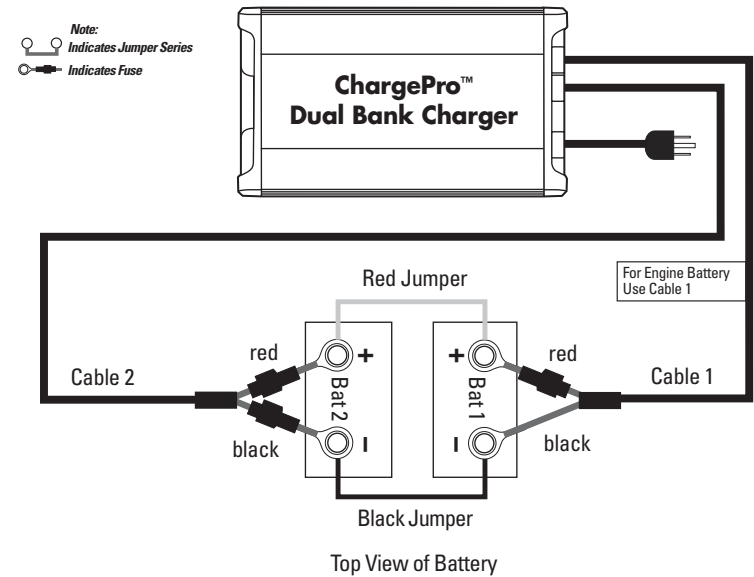 Note:
Indicates Jumper Series
Indicates Fuse
ChargePro™
Dual Bank Charger
For Engine Battery
Use Cable 1
Red Jumper
red
+
+
red
Cable 2
Bat 2
Bat 1
Cable 1
black
–
–
black
Black Jumper
Top View of Battery